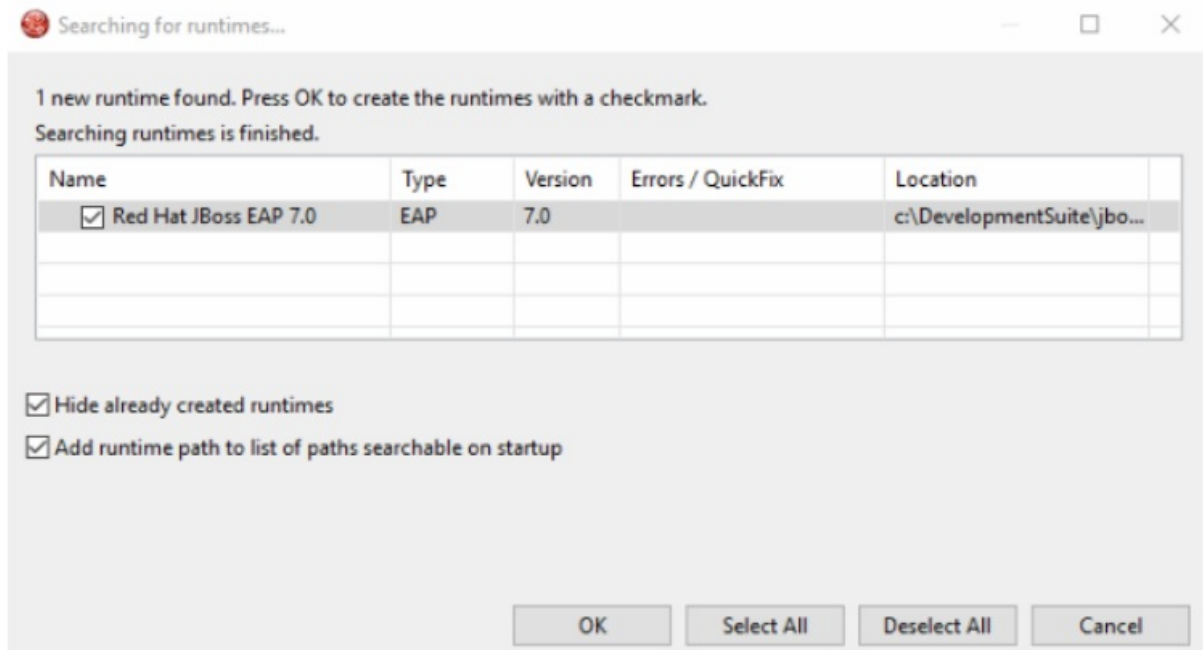 Searching for runtimes...
1 new runtime found. Press OK to create the runtimes with a checkmark.
Searching runtimes is finished.
Name Type Version Errors / QuickFix Location
Red Hat JBoss EAP 7.0 EAP 7.0 c:\DevelopmentSuite\jbo...
Hide already created runtimes
Add runtime path to list of paths searchable on startup
OK Select All Deselect All Cancel